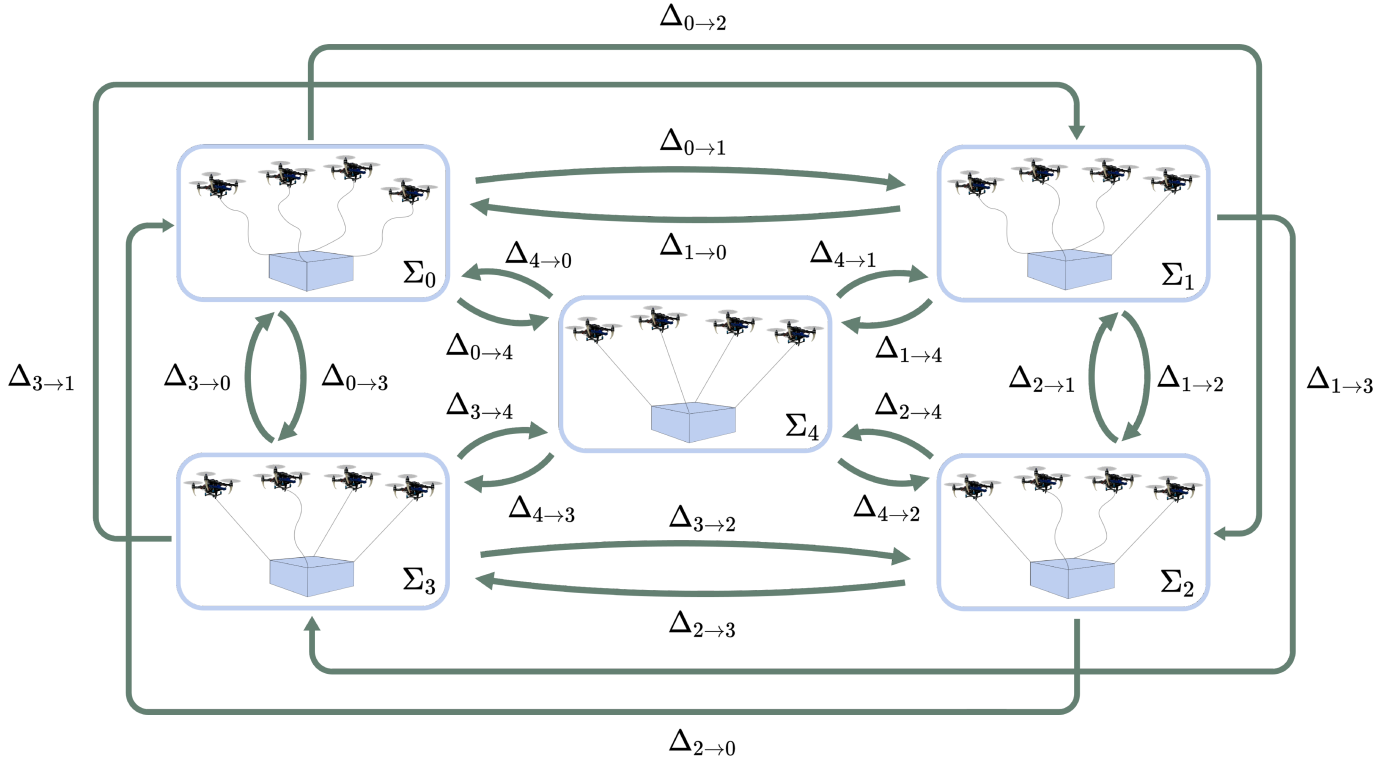 Δ₀→₂
Δ₀→₁
Δ₁→₀
Δ₄→₀
Δ₄→₁
Σ₀
Σ₁
Δ₀→₄
Δ₁→₄
Δ₃→₁
Δ₃→₀
Δ₀→₃
Δ₂→₁
Δ₁→₂
Δ₁→₃
Δ₃→₄
Δ₂→₄
Σ₄
Δ₄→₃
Δ₄→₂
Δ₃→₂
Σ₃
Σ₂
Δ₂→₃
Δ₂→₀